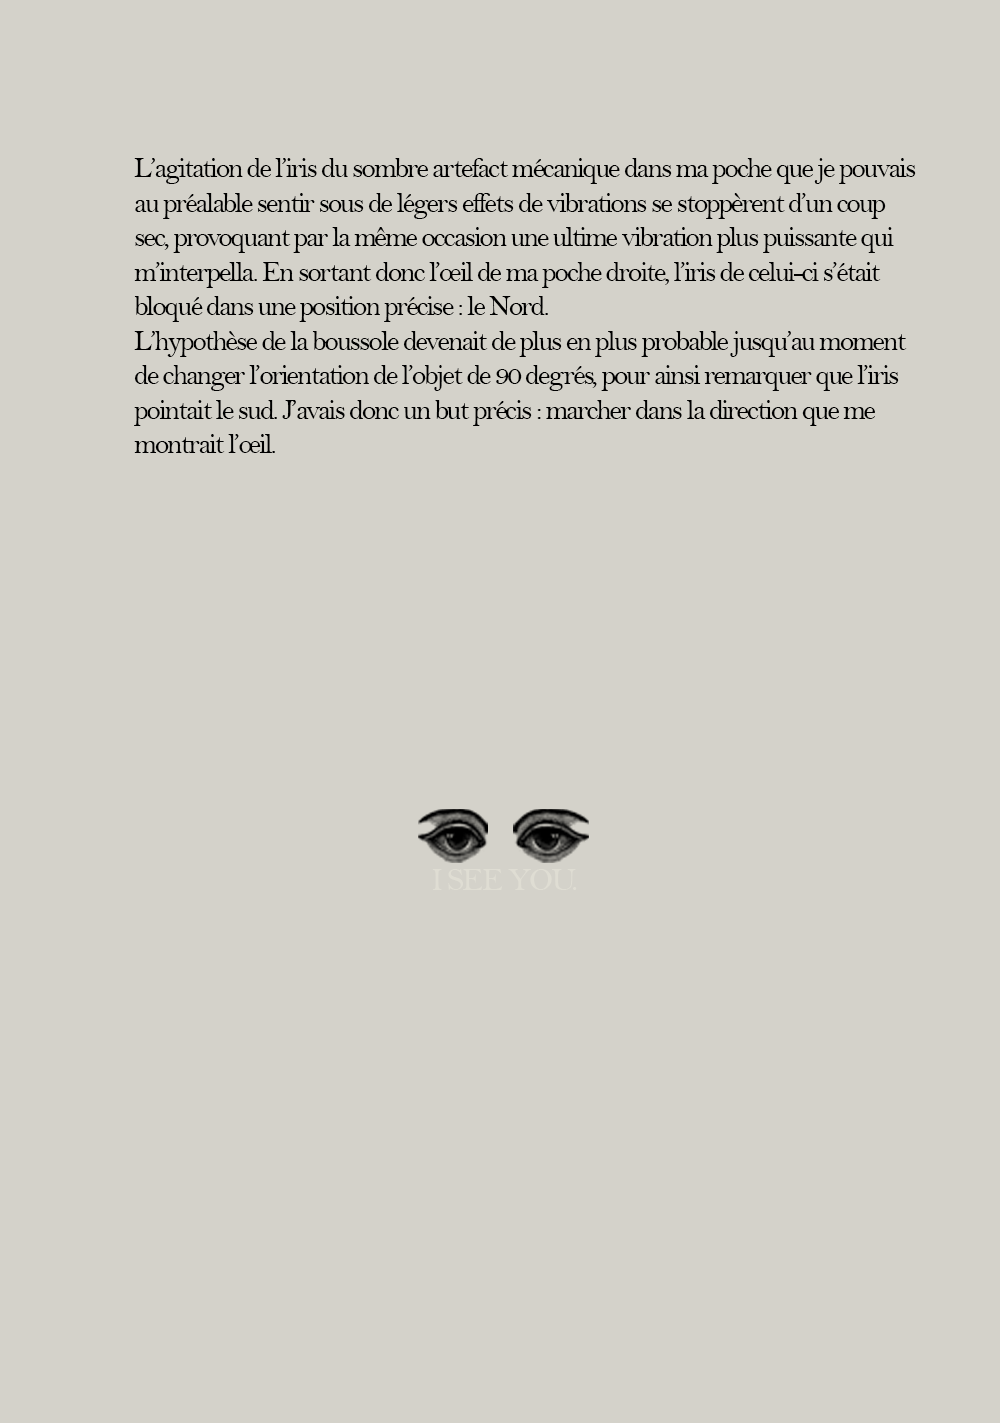 L'agitation de l'iris du sombre artefact mécanique dans ma poche que je pouvais
au préalable sentir sous de légers effets de vibrations se stoppèrent d'un coup
sec, provoquant par la même occasion une ultime vibration plus puissante qui
m'interpella. En sortant donc l'œil de ma poche droite, l'iris de celui-ci s'était
bloqué dans une position précise : le Nord.
L'hypothèse de la boussole devenait de plus en plus probable jusqu'au moment
de changer l'orientation de l'objet de 90 degrés, pour ainsi remarquer que l'iris
pointait le sud. J'avais donc un but précis : marcher dans la direction que me
montrait l'œil.
I SEE YOU.